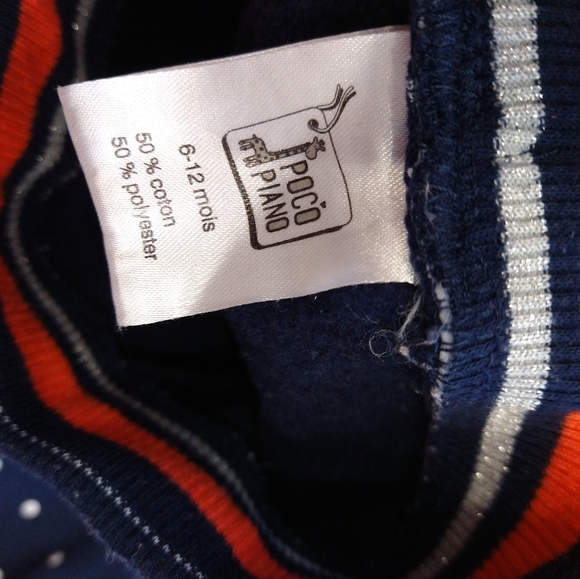 POCO
PIANO
6-12 mois
50 % coton
50 % polyester